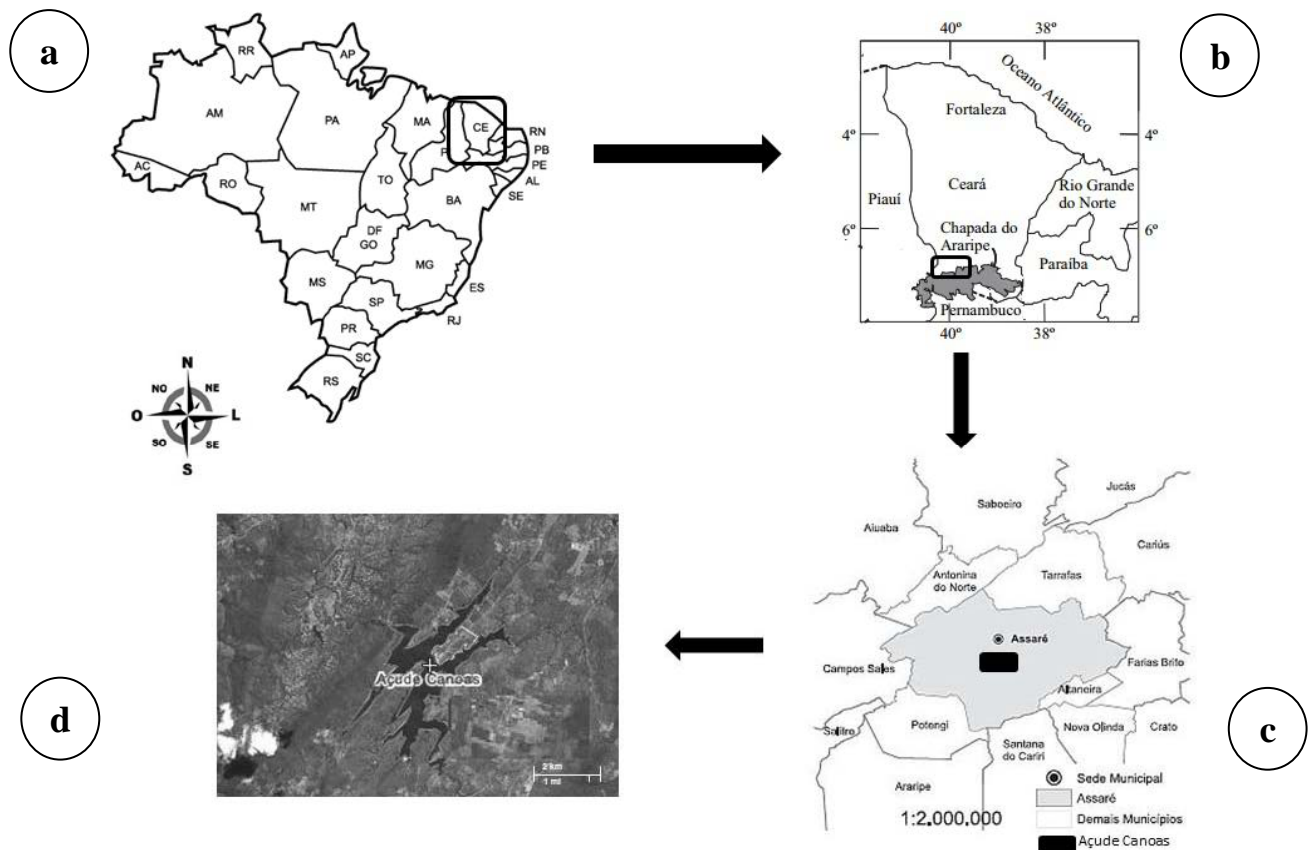 a
RR
AP
AM
PA
MA
CE
RN
P
PB
PE
AC
RO
TO
AL
SE
MT
BA
DF
GO
MG
MS
ES
SP
RJ
PR
SC
RS
N
NO
NE
O
L
SO
SE
S
b
40º
38º
Oceano Atlântico
Fortaleza
4º
4º
Ceará
Piauí
Rio Grande
do Norte
6º
6º
Chapada do
Araripe
Paraíba
Pernambuco
40º
38º
c
Jucás
Saboeiro
Aiuaba
Cariús
Antonina
do Norte
Tarrafas
Assaré
Campos Sales
Farias Brito
Altaneira
Salitro
Potengi
Nova Olinda
Crato
Santana
do Cariri
Araripe
1:2.000,000
Sede Municipal
Assaré
Demais Municípios
Açude Canoas
d
Açude Canoas
2 km
1 mi